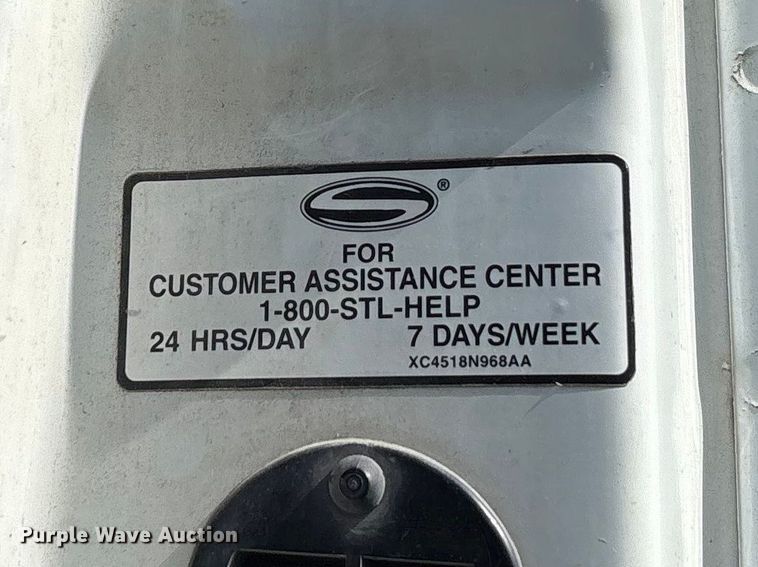 ®
FOR
CUSTOMER ASSISTANCE CENTER
1-800-STL-HELP
24 HRS/DAY 7 DAYS/WEEK
XC4518N968AA
Purple Wave Auction